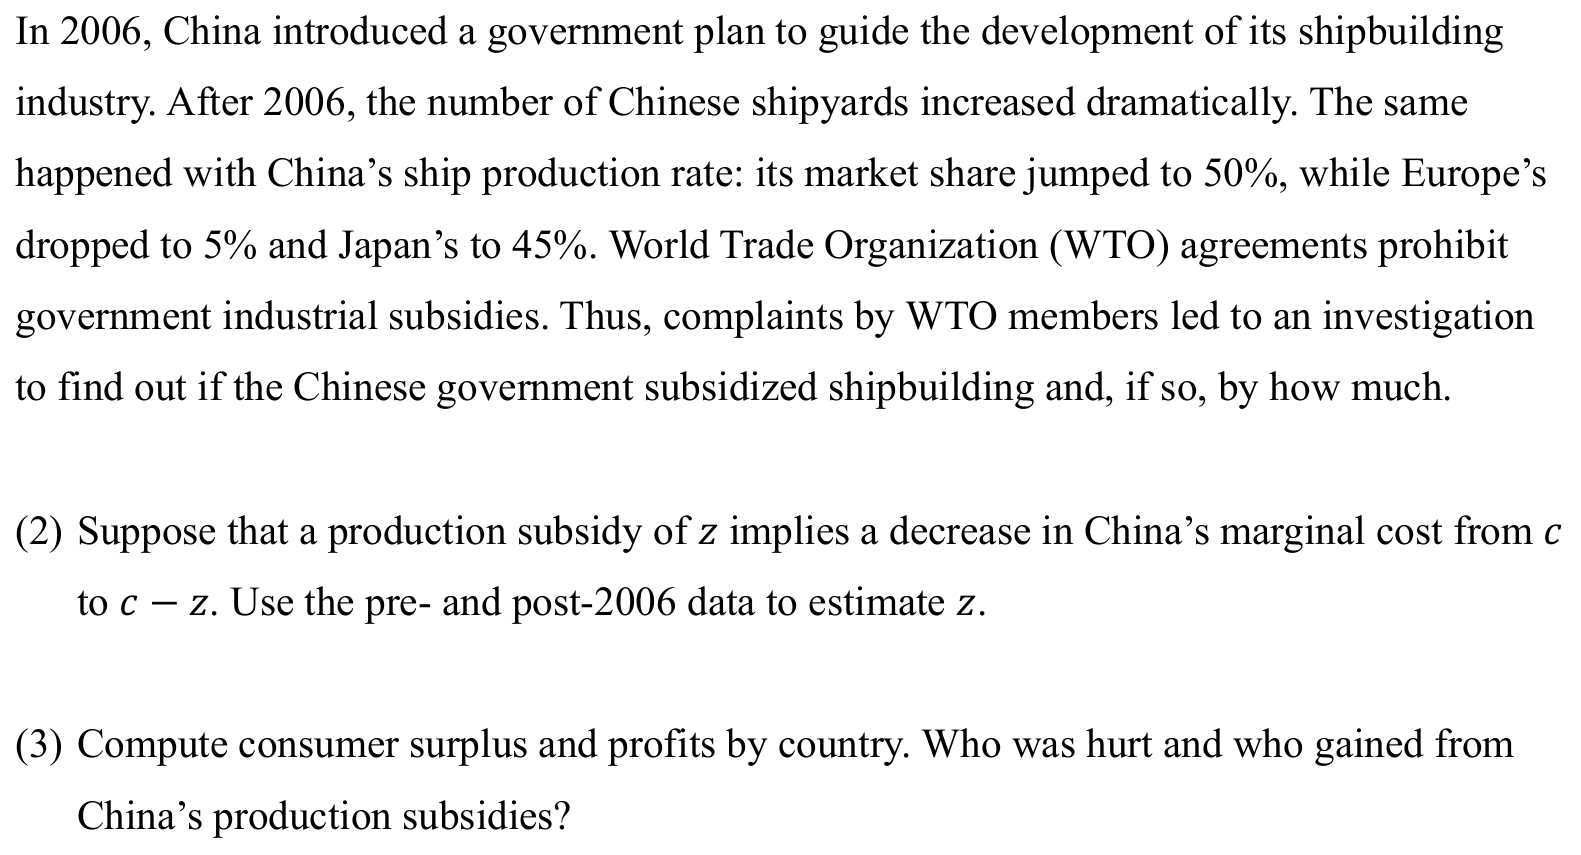 In 2006, China introduced a government plan to guide the development of its shipbuilding
industry. After 2006, the number of Chinese shipyards increased dramatically. The same
happened with China’s ship production rate: its market share jumped to 50%, while Europe’s
dropped to 5% and Japan’s to 45%. World Trade Organization (WTO) agreements prohibit
government industrial subsidies. Thus, complaints by WTO members led to an investigation
to find out if the Chinese government subsidized shipbuilding and, if so, by how much.
(2) Suppose that a production subsidy of z implies a decrease in China’s marginal cost from c
to c − z. Use the pre- and post-2006 data to estimate z.
(3) Compute consumer surplus and profits by country. Who was hurt and who gained from
China’s production subsidies?